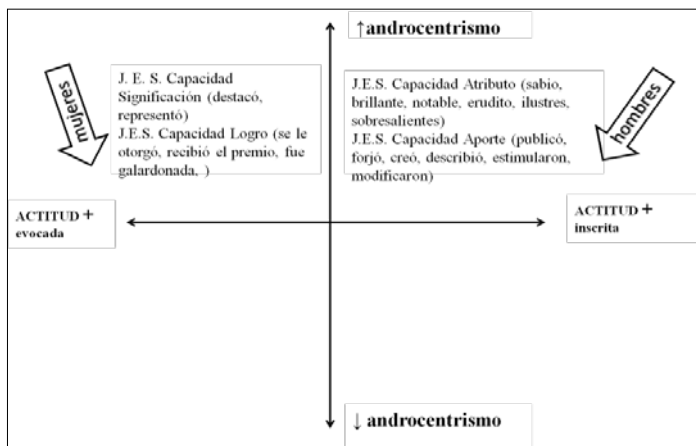 ↑androcentrismo
mujeres
J. E. S. Capacidad
Significación (destacó,
representó)
J.E.S. Capacidad Logro (se le
otorgó, recibió el premio, fue
galardonada, )
J.E.S. Capacidad Atributo (sabio,
brillante, notable, erudito, ilustres,
sobresalientes)
J.E.S. Capacidad Aporte (publicó,
forjó, creó, describió, estimularon,
modificaron)
hombres
ACTITUD +
evocada
ACTITUD +
inscrita
↓ androcentrismo